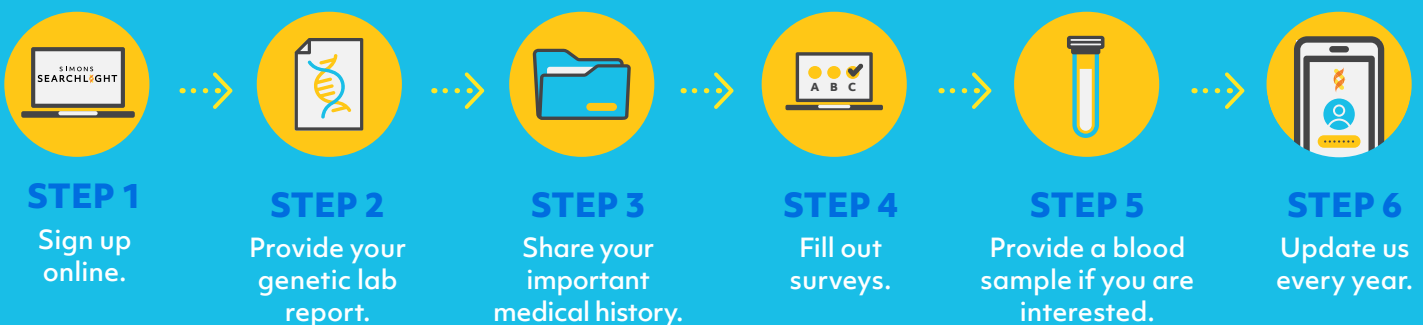 SIMONS
SEARCHLIGHT
A B C
STEP 1
Sign up
online.
STEP 2
Provide your
genetic lab
report.
STEP 3
Share your
important
medical history.
STEP 4
Fill out
surveys.
STEP 5
Provide a blood
sample if you are
interested.
STEP 6
Update us
every year.